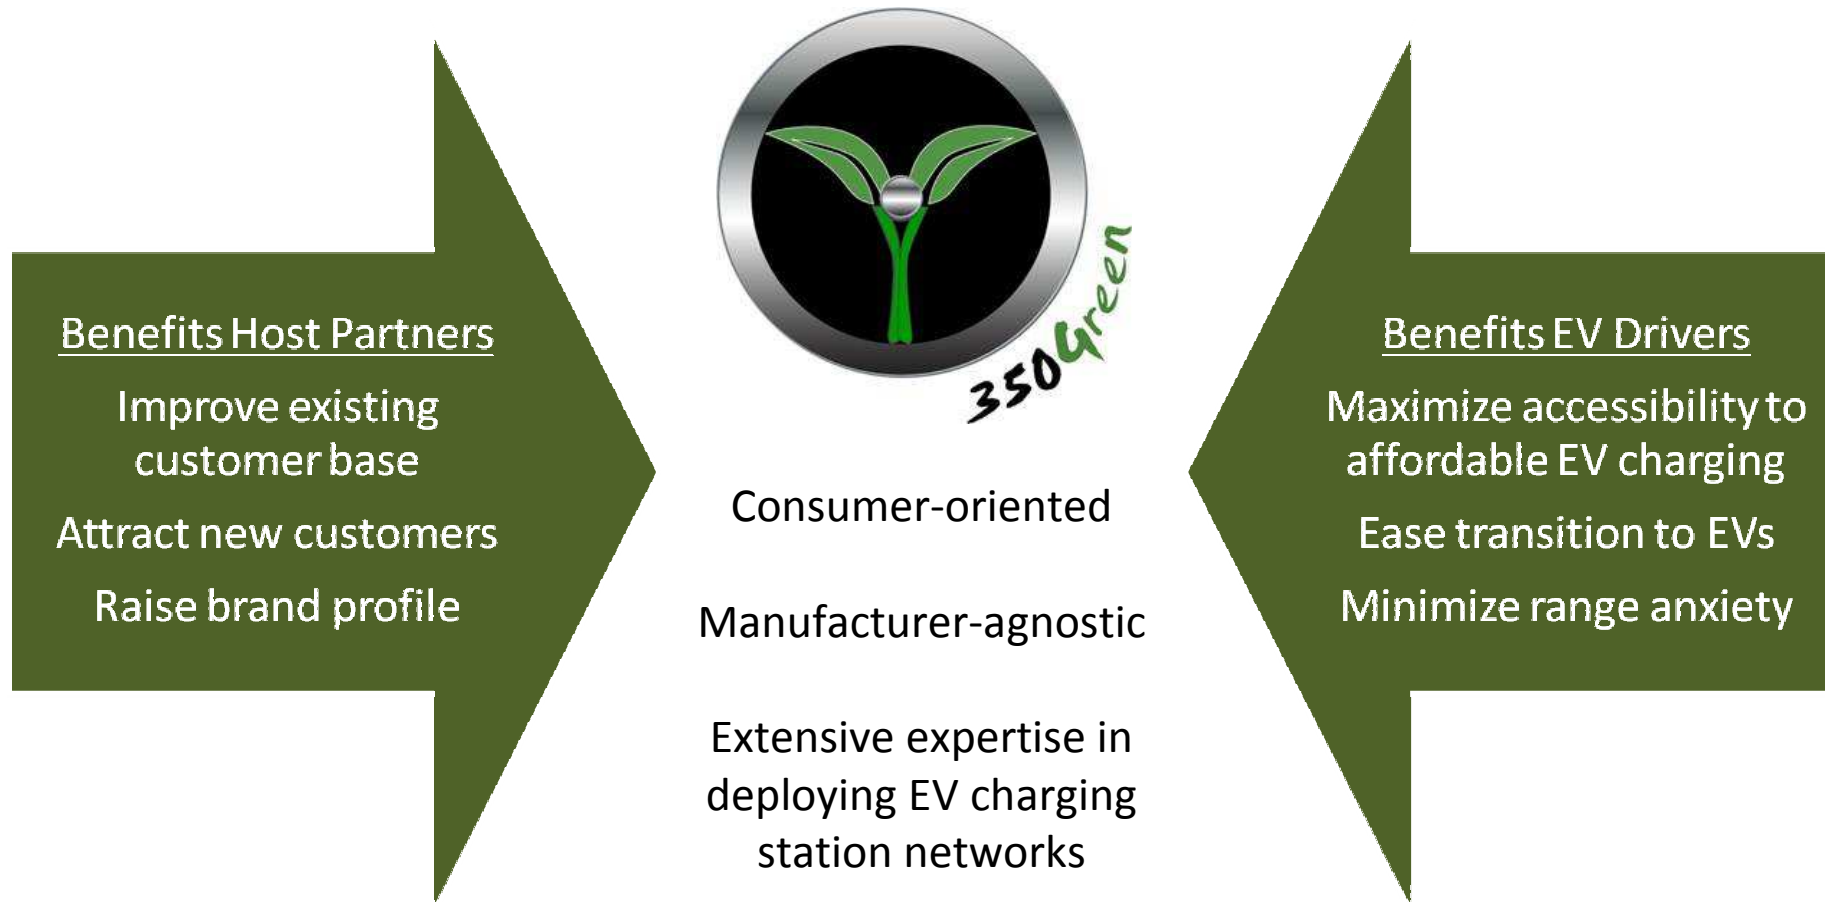 Benefits Host Partners
Improve existing
customer base
Attract new customers
Raise brand profile
350Green
Consumer-oriented
Manufacturer-agnostic
Extensive expertise in
deploying EV charging
station networks
Benefits EV Drivers
Maximize accessibility to
affordable EV charging
Ease transition to EVs
Minimize range anxiety